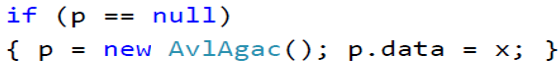 if (p == null)
{ p = new AvlAgac(); p.data = x; }